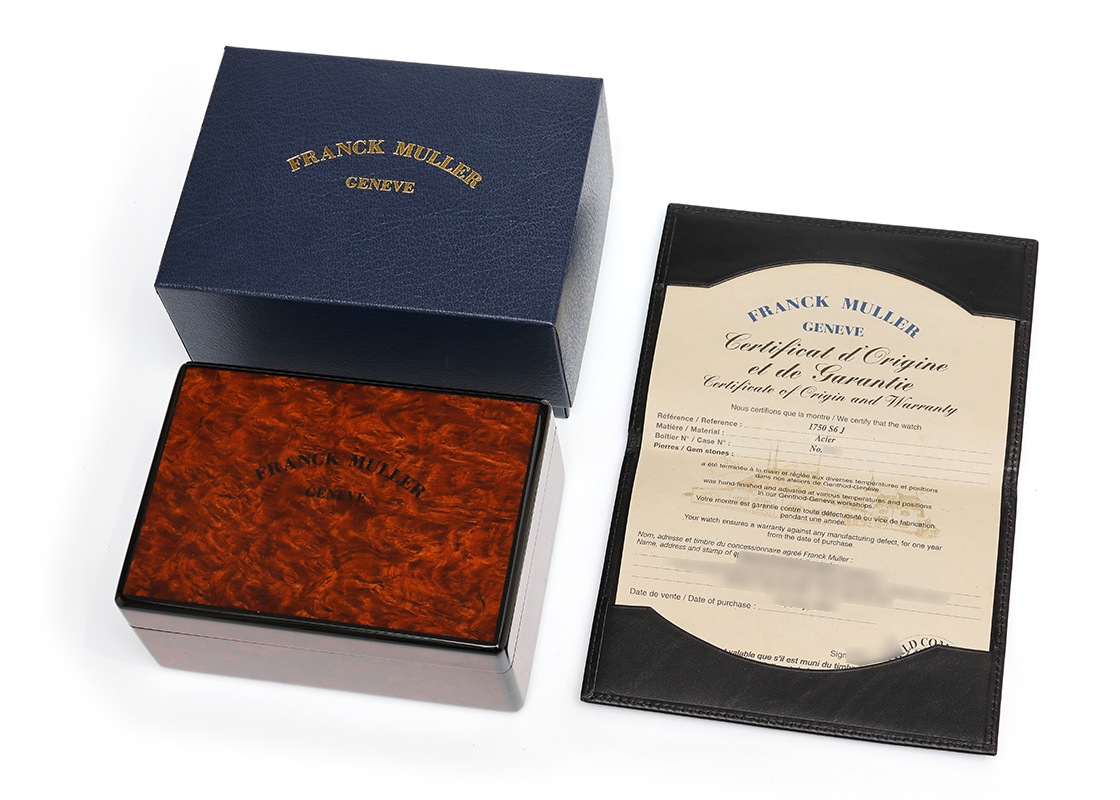 FRANCK MULLER
GENEVE
FRANCK MULLER
GENEVE
FRANCK MULLER
GENEVE
Certificat d'Origine
et de Garantie
Certificate of Origin and Warranty
Nous certifions que la montre / We certify that the watch
Référence / Reference : 1750 S6 J
Matière / Material : Acier
Boîtier N° / Case N° : No.
Pierres / Gem stones :
a été terminée à la main et réglée aux diverses températures et positions
dans nos ateliers de Genthod-Genève
was hand-finished and adjusted at various temperatures and positions
in our Genthod-Geneva workshops.
Votre montre est garantie contre toute défectuosité ou vice de fabrication
pendant une année.
Your watch ensures a warranty against any manufacturing defect, for one year
from the date of purchase.
Nom, adresse et timbre du concessionnaire agréé Franck Muller :
Name, address and stamp of
Date de vente / Date of purchase :
Sign
LD CO
valable que s'il est muni du timbre